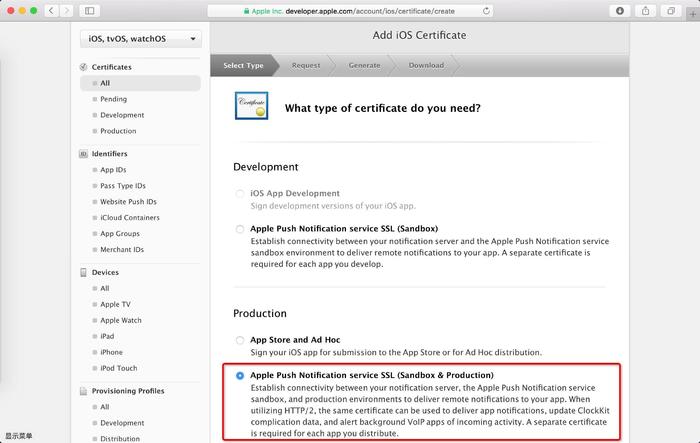 Apple Inc. developer.apple.com/account/ios/certificate/create
iOS, tvOS, watchOS
Add iOS Certificate
Select Type
Request
Generate
Download
Certificates
All
Pending
Development
Production
Identifiers
App IDs
Pass Type IDs
Website Push IDs
iCloud Containers
App Groups
Merchant IDs
Devices
All
Apple TV
Apple Watch
iPad
iPhone
iPod Touch
Provisioning Profiles
All
Development
Distribution
Certificate
What type of certificate do you need?
Development
iOS App Development
Sign development versions of your iOS app.
Apple Push Notification service SSL (Sandbox)
Establish connectivity between your notification server and the Apple Push Notification service
sandbox environment to deliver remote notifications to your app. A separate certificate is
required for each app you develop.
Production
App Store and Ad Hoc
Sign your iOS app for submission to the App Store or for Ad Hoc distribution.
Apple Push Notification service SSL (Sandbox & Production)
Establish connectivity between your notification server, the Apple Push Notification service
sandbox, and production environments to deliver remote notifications to your app. When
utilizing HTTP/2, the same certificate can be used to deliver app notifications, update ClockKit
complication data, and alert background VoIP apps of incoming activity. A separate certificate
is required for each app you distribute.
显示菜单